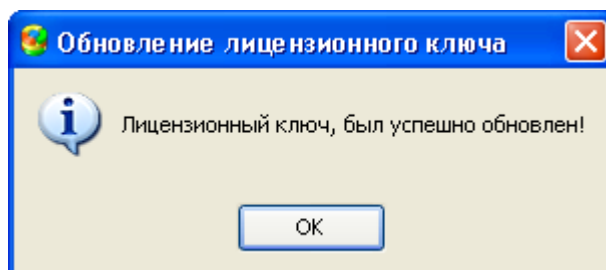 Обновление лицензионного ключа
Лицензионный ключ, был успешно обновлен!
OK